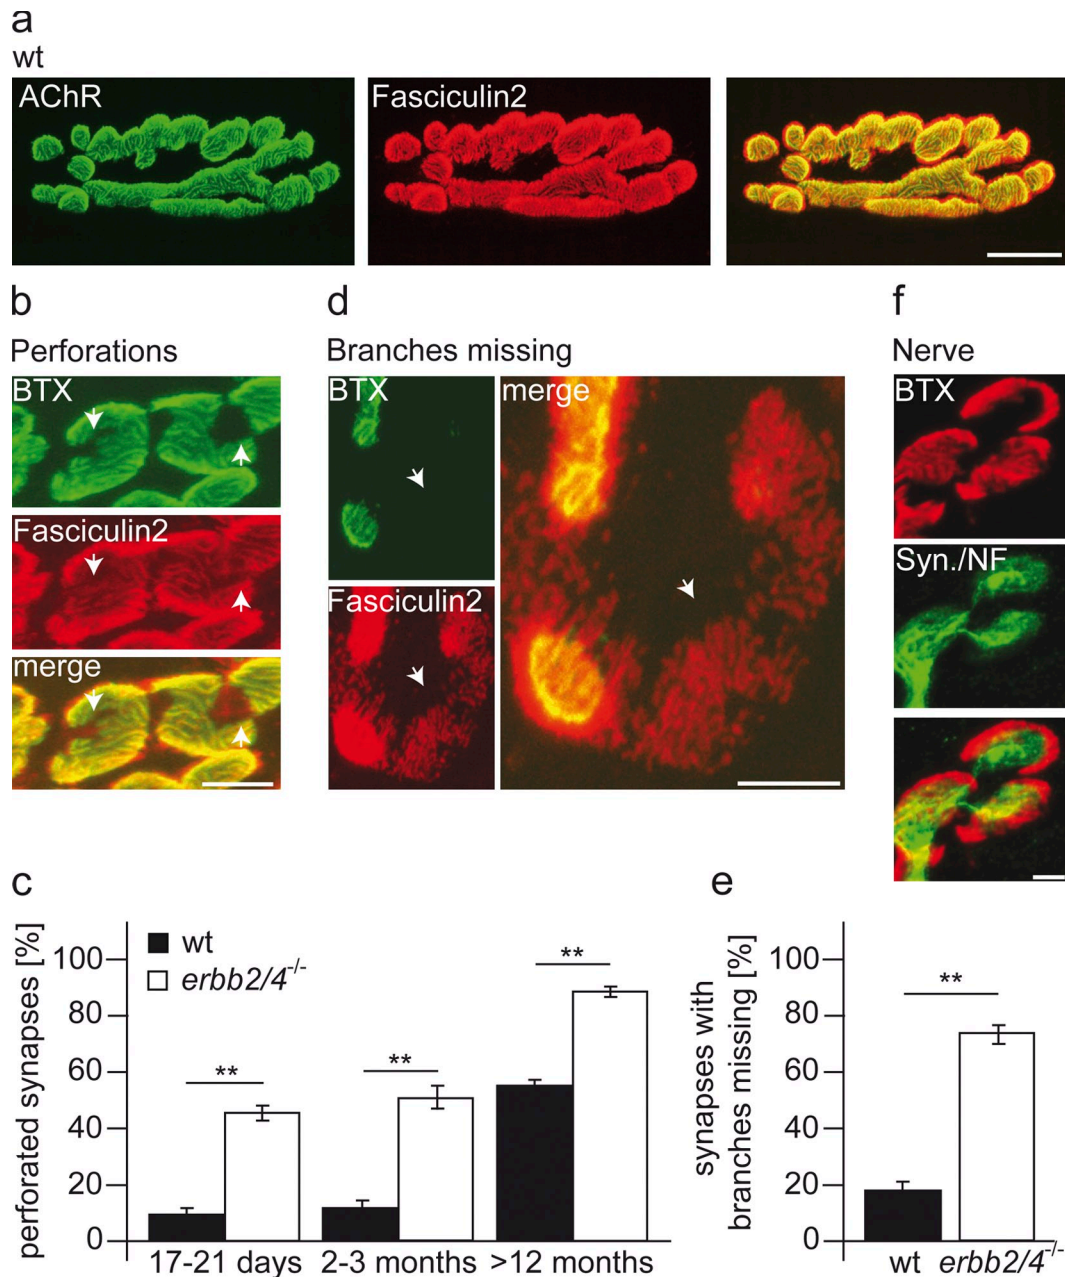 a
wt
AChR
Fasciculin2
b
Perforations
BTX
Fasciculin2
merge
d
Branches missing
BTX
merge
Fasciculin2
f
Nerve
BTX
Syn./NF
c
perforated synapses [%]
wt
erbb2/4-/-
100
80
60
40
20
0
**
**
**
17-21 days
2-3 months
>12 months
e
synapses with
branches missing [%]
100
80
60
40
20
0
**
wt
erbb2/4-/-